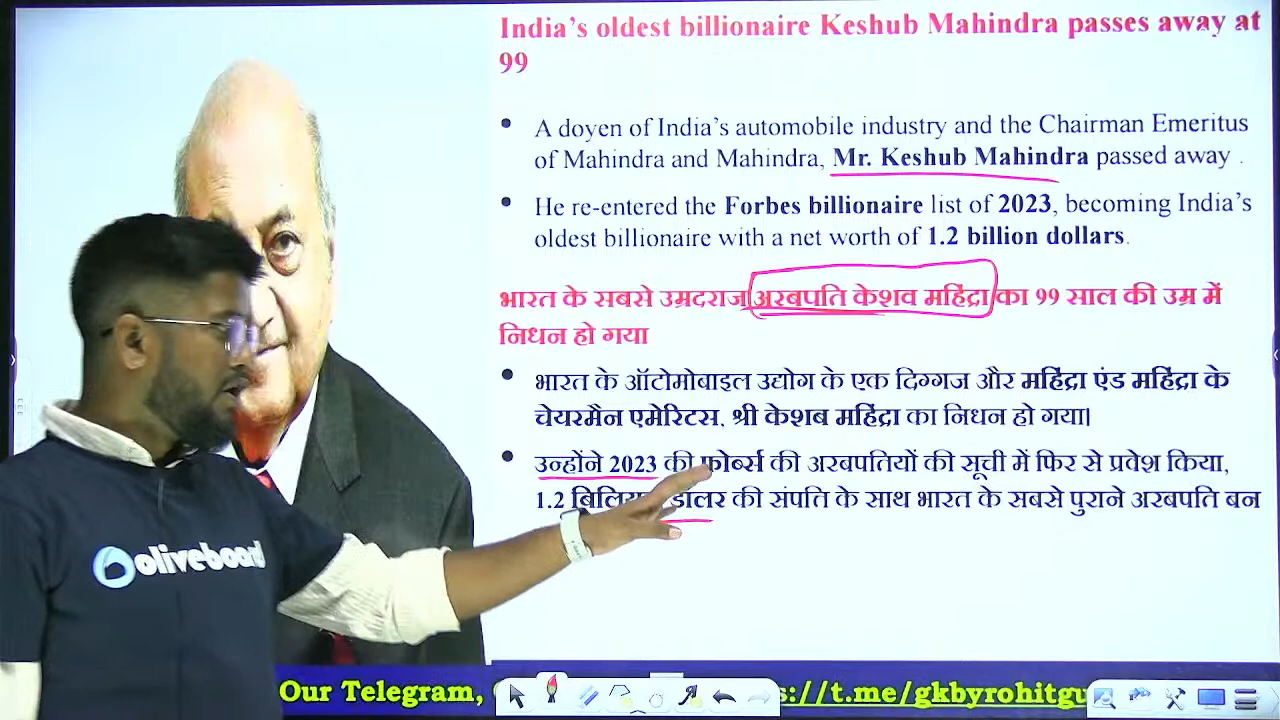 India’s oldest billionaire Keshub Mahindra passes away at
99
• A doyen of India’s automobile industry and the Chairman Emeritus
of Mahindra and Mahindra, Mr. Keshub Mahindra passed away .
• He re-entered the Forbes billionaire list of 2023, becoming India’s
oldest billionaire with a net worth of 1.2 billion dollars.
भारत के सबसे उम्रदराज अरबपति केशव महिंद्रा का 99 साल की उम्र में
निधन हो गया
• भारत के ऑटोमोबाइल उद्योग के एक दिग्गज और महिंद्रा एंड महिंद्रा के
चेयरमैन एमेरिटस, श्री केशब महिंद्रा का निधन हो गया।
• उन्होंने 2023 की फोर्ब्स की अरबपतियों की सूची में फिर से प्रवेश किया,
1.2 डॉलर की संपत्ति के साथ भारत के सबसे पुराने अरबपति बन
oliveboard
Our Telegram, s://t.me/gkbyrohitgu